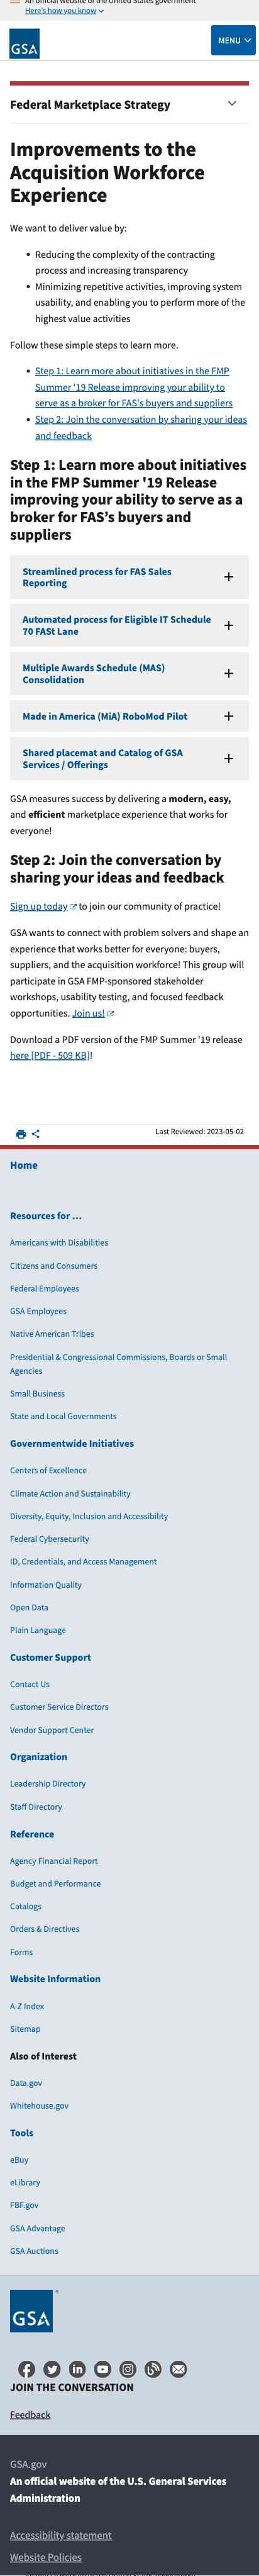 An official website of the United States government
Here's how you know
GSA
MENU
Federal Marketplace Strategy
Improvements to the
Acquisition Workforce
Experience
We want to deliver value by:
• Reducing the complexity of the contracting
process and increasing transparency
• Minimizing repetitive activities, improving system
usability, and enabling you to perform more of the
highest value activities
Follow these simple steps to learn more.
• Step 1: Learn more about initiatives in the FMP
Summer '19 Release improving your ability to
serve as a broker for FAS's buyers and suppliers
• Step 2: Join the conversation by sharing your ideas
and feedback
Step 1: Learn more about initiatives
in the FMP Summer '19 Release
improving your ability to serve as a
broker for FAS’s buyers and
suppliers
Streamlined process for FAS Sales
Reporting
Automated process for Eligible IT Schedule
70 FASt Lane
Multiple Awards Schedule (MAS)
Consolidation
Made in America (MiA) RoboMod Pilot
Shared placemat and Catalog of GSA
Services / Offerings
GSA measures success by delivering a modern, easy,
and efficient marketplace experience that works for
everyone!
Step 2: Join the conversation by
sharing your ideas and feedback
Sign up today to join our community of practice!
GSA wants to connect with problem solvers and shape an
experience that works better for everyone: buyers,
suppliers, and the acquisition workforce! This group will
participate in GSA FMP-sponsored stakeholder
workshops, usability testing, and focused feedback
opportunities. Join us!
Download a PDF version of the FMP Summer '19 release
here [PDF - 509 KB]!
Last Reviewed: 2023-05-02
Home
Resources for …
Americans with Disabilities
Citizens and Consumers
Federal Employees
GSA Employees
Native American Tribes
Presidential & Congressional Commissions, Boards or Small
Agencies
Small Business
State and Local Governments
Governmentwide Initiatives
Centers of Excellence
Climate Action and Sustainability
Diversity, Equity, Inclusion and Accessibility
Federal Cybersecurity
ID, Credentials, and Access Management
Information Quality
Open Data
Plain Language
Customer Support
Contact Us
Customer Service Directors
Vendor Support Center
Organization
Leadership Directory
Staff Directory
Reference
Agency Financial Report
Budget and Performance
Catalogs
Orders & Directives
Forms
Website Information
A-Z Index
Sitemap
Also of Interest
Data.gov
Whitehouse.gov
Tools
eBuy
eLibrary
FBF.gov
GSA Advantage
GSA Auctions
GSA ®
JOIN THE CONVERSATION
Feedback
GSA.gov
An official website of the U.S. General Services
Administration
Accessibility statement
Website Policies